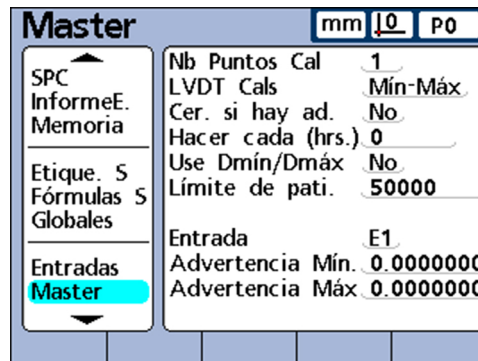 Master
mm
0
P0
SPC
InformeE.
Memoria
Etique. S
Fórmulas S
Globales
Entradas
Master
Nb Puntos Cal 1
LVDT Cals Mín-Máx
Cer. si hay ad. No
Hacer cada (hrs.) 0
Use Dmín/Dmáx No
Límite de pati. 50000
Entrada E1
Advertencia Mín. 0.0000000
Advertencia Máx 0.0000000